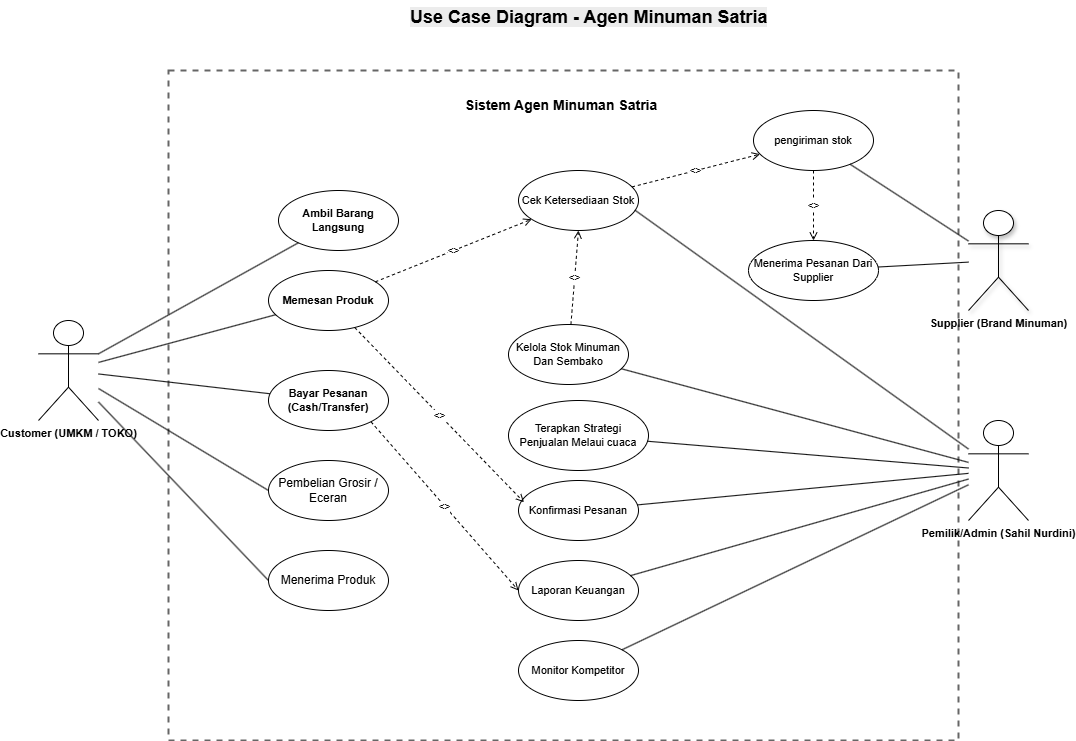 Use Case Diagram - Agen Minuman Satria
Sistem Agen Minuman Satria
pengiriman stok
Cek Ketersediaan Stok
Ambil Barang
Langsung
Menerima Pesanan Dari
Supplier
Memesan Produk
<>
<>
<>
<>
<>
<>
Supplier (Brand Minuman)
Kelola Stok Minuman
Dan Sembako
Bayar Pesanan
(Cash/Transfer)
Customer (UMKM / TOKO)
Terapkan Strategi
Penjualan Melaui cuaca
Pembelian Grosir /
Eceran
Konfirmasi Pesanan
Pemilik/Admin (Sahil Nurdini)
Menerima Produk
Laporan Keuangan
Monitor Kompetitor